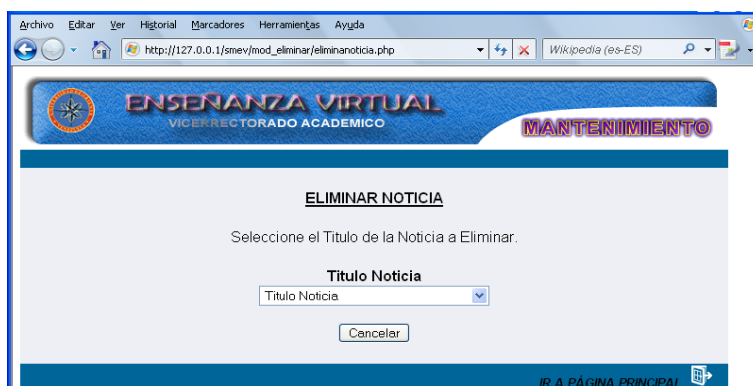 Archivo Editar Ver Historial Marcadores Herramientas Ayuda
http://127.0.0.1/smev/mod_eliminar/eliminanoticia.php Wikipedia (es-ES)
ENSEÑANZA VIRTUAL
VICERRECTORADO ACADEMICO
MANTENIMIENTO
ELIMINAR NOTICIA
Seleccione el Titulo de la Noticia a Eliminar.
Titulo Noticia
Titulo Noticia
Cancelar
IR A PÁGINA PRINCIPAL